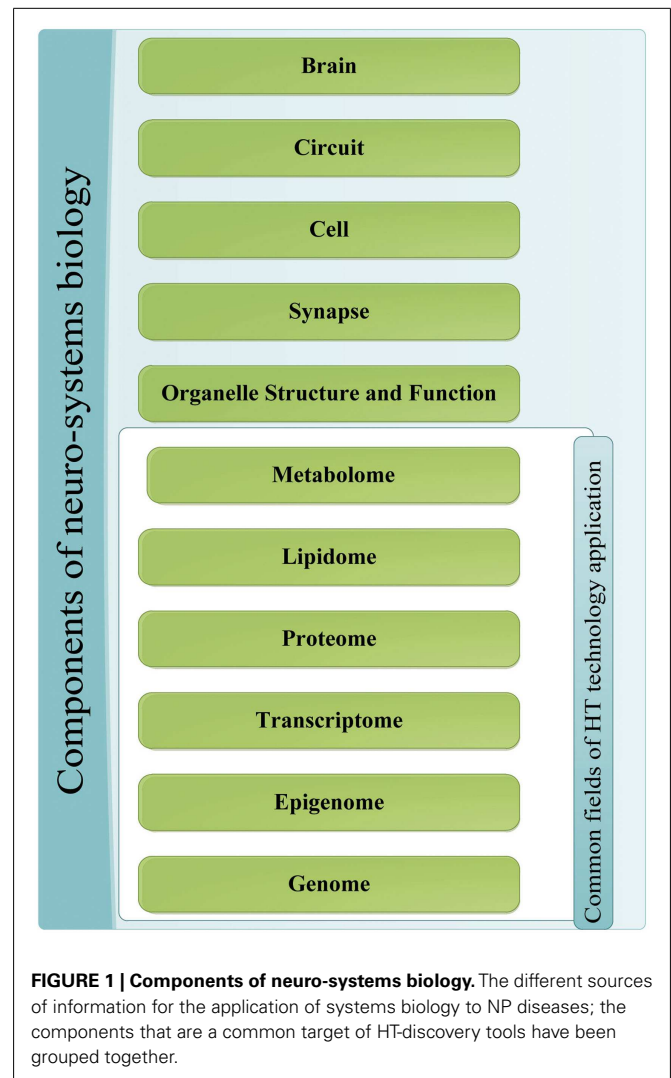 Components of neuro-systems biology
Brain
Circuit
Cell
Synapse
Organelle Structure and Function
Metabolome
Lipidome
Proteome
Transcriptome
Epigenome
Genome
Common fields of HT technology application
FIGURE 1 | Components of neuro-systems biology. The different sources
of information for the application of systems biology to NP diseases; the
components that are a common target of HT-discovery tools have been
grouped together.